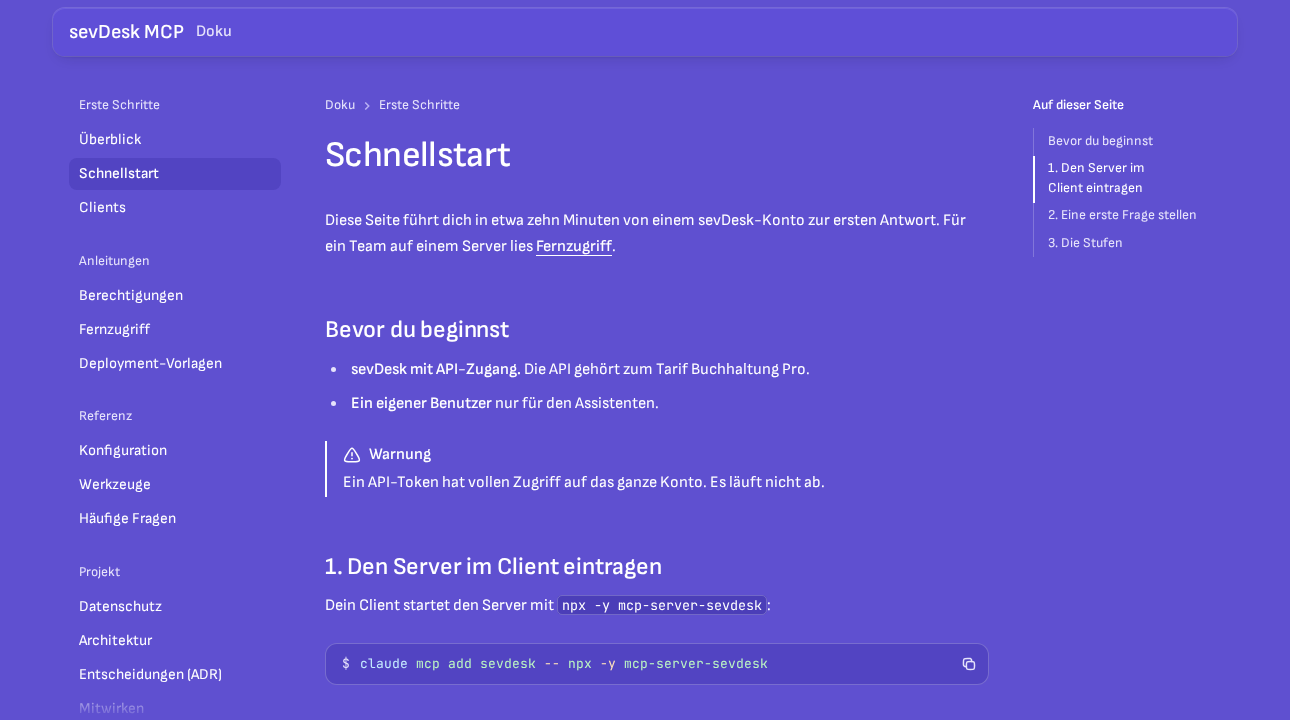 sevDesk MCP Doku
Erste Schritte
Überblick
Schnellstart
Clients
Anleitungen
Berechtigungen
Fernzugriff
Deployment-Vorlagen
Referenz
Konfiguration
Werkzeuge
Häufige Fragen
Projekt
Datenschutz
Architektur
Entscheidungen (ADR)
Mitwirken
Doku > Erste Schritte
Schnellstart
Diese Seite führt dich in etwa zehn Minuten von einem sevDesk-Konto zur ersten Antwort. Für
ein Team auf einem Server lies Fernzugriff.
Bevor du beginnst
• sevDesk mit API-Zugang. Die API gehört zum Tarif Buchhaltung Pro.
• Ein eigener Benutzer nur für den Assistenten.
Warnung
Ein API-Token hat vollen Zugriff auf das ganze Konto. Es läuft nicht ab.
1. Den Server im Client eintragen
Dein Client startet den Server mit npx -y mcp-server-sevdesk:
$ claude mcp add sevdesk -- npx -y mcp-server-sevdesk
Auf dieser Seite
Bevor du beginnst
1. Den Server im
Client eintragen
2. Eine erste Frage stellen
3. Die Stufen